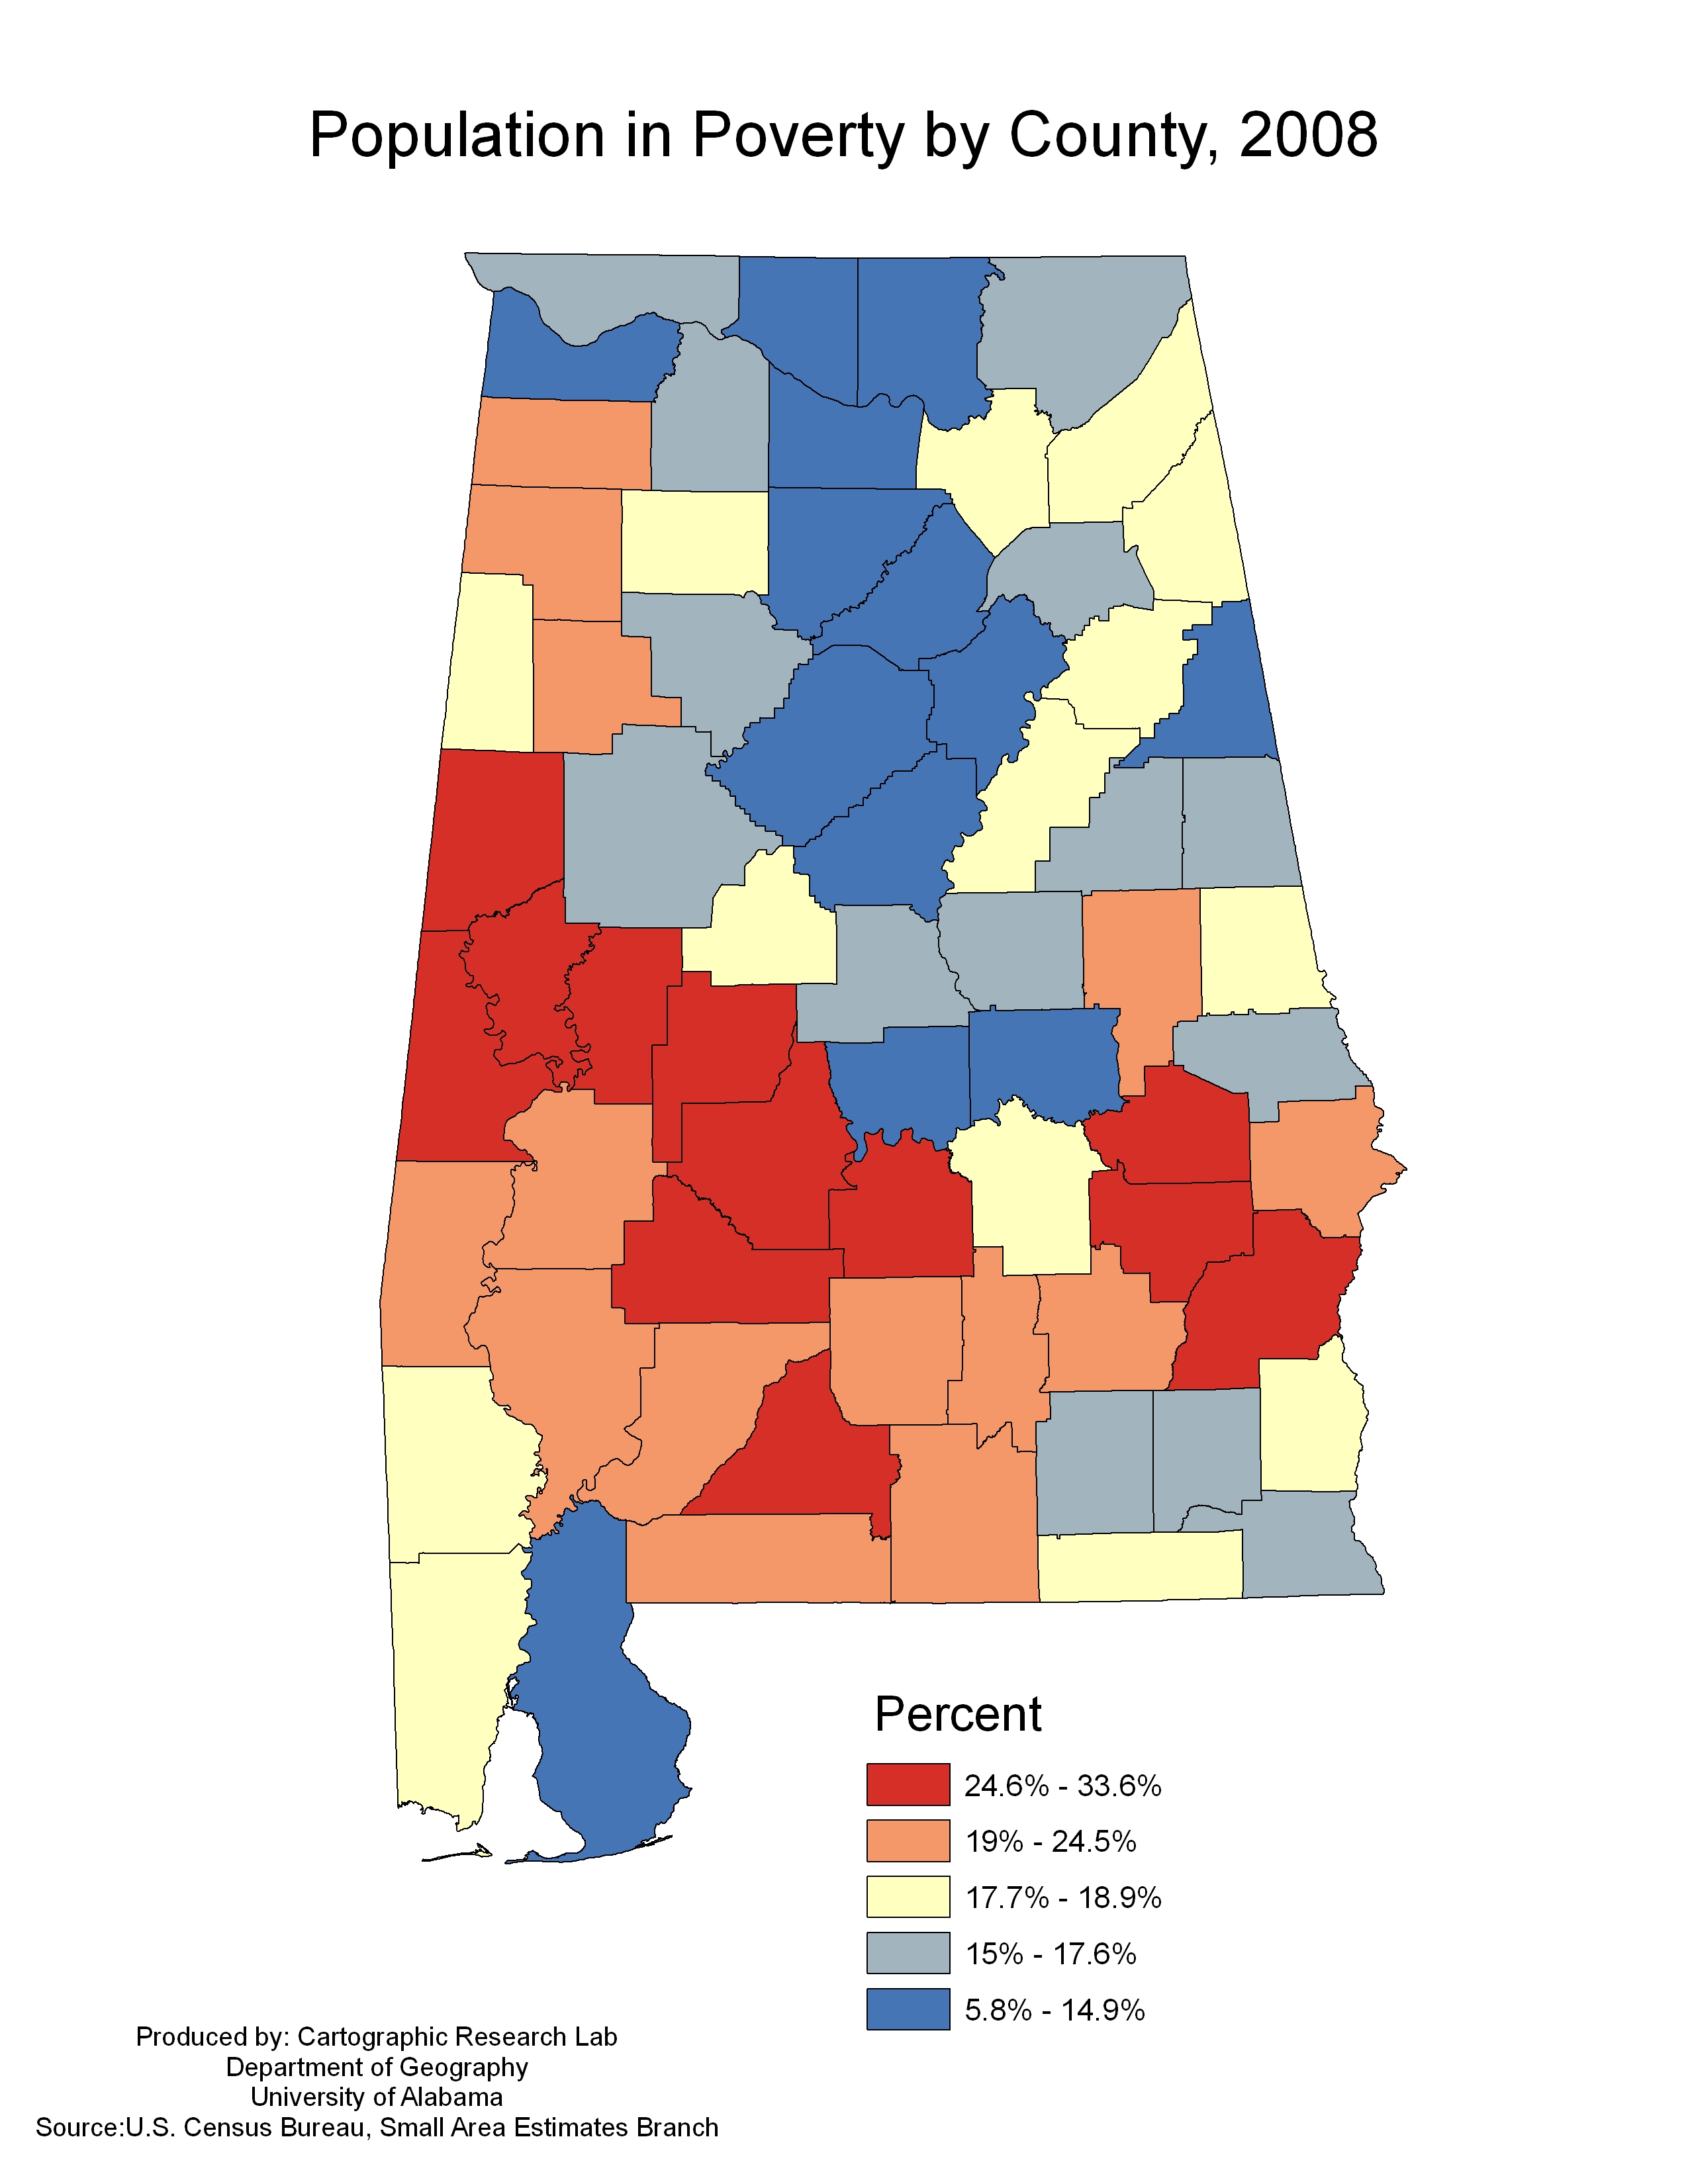 Population in Poverty by County, 2008
Percent
24.6% - 33.6%
19% - 24.5%
17.7% - 18.9%
15% - 17.6%
5.8% - 14.9%
Produced by: Cartographic Research Lab
Department of Geography
University of Alabama
Source:U.S. Census Bureau, Small Area Estimates Branch